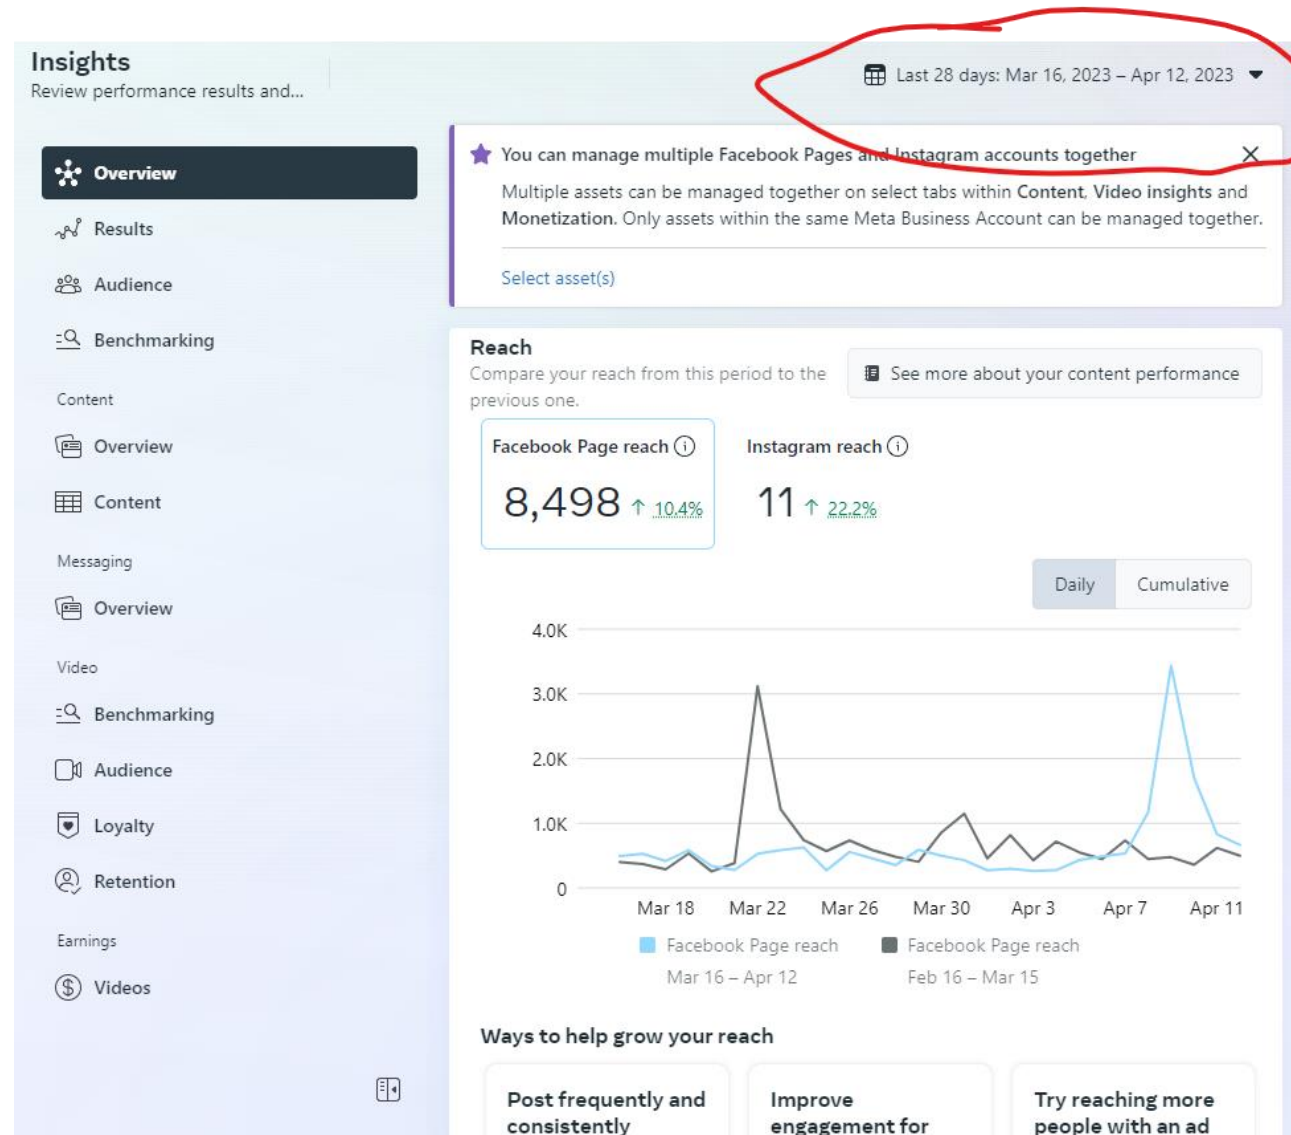 Insights
Review performance results and...
Last 28 days: Mar 16, 2023 – Apr 12, 2023
Overview
Results
Audience
Benchmarking
Content
Overview
Content
Messaging
Overview
Video
Benchmarking
Audience
Loyalty
Retention
Earnings
Videos
You can manage multiple Facebook Pages and Instagram accounts together
Multiple assets can be managed together on select tabs within Content, Video insights and
Monetization. Only assets within the same Meta Business Account can be managed together.
Select asset(s)
Reach
Compare your reach from this period to the
previous one.
See more about your content performance
Facebook Page reach
8,498 ↑ 10.4%
Instagram reach
11 ↑ 22.2%
Daily Cumulative
4.0K
3.0K
2.0K
1.0K
0
Mar 18 Mar 22 Mar 26 Mar 30 Apr 3 Apr 7 Apr 11
Facebook Page reach
Mar 16 – Apr 12
Facebook Page reach
Feb 16 – Mar 15
Ways to help grow your reach
Post frequently and
consistently
Improve
engagement for
Try reaching more
people with an ad